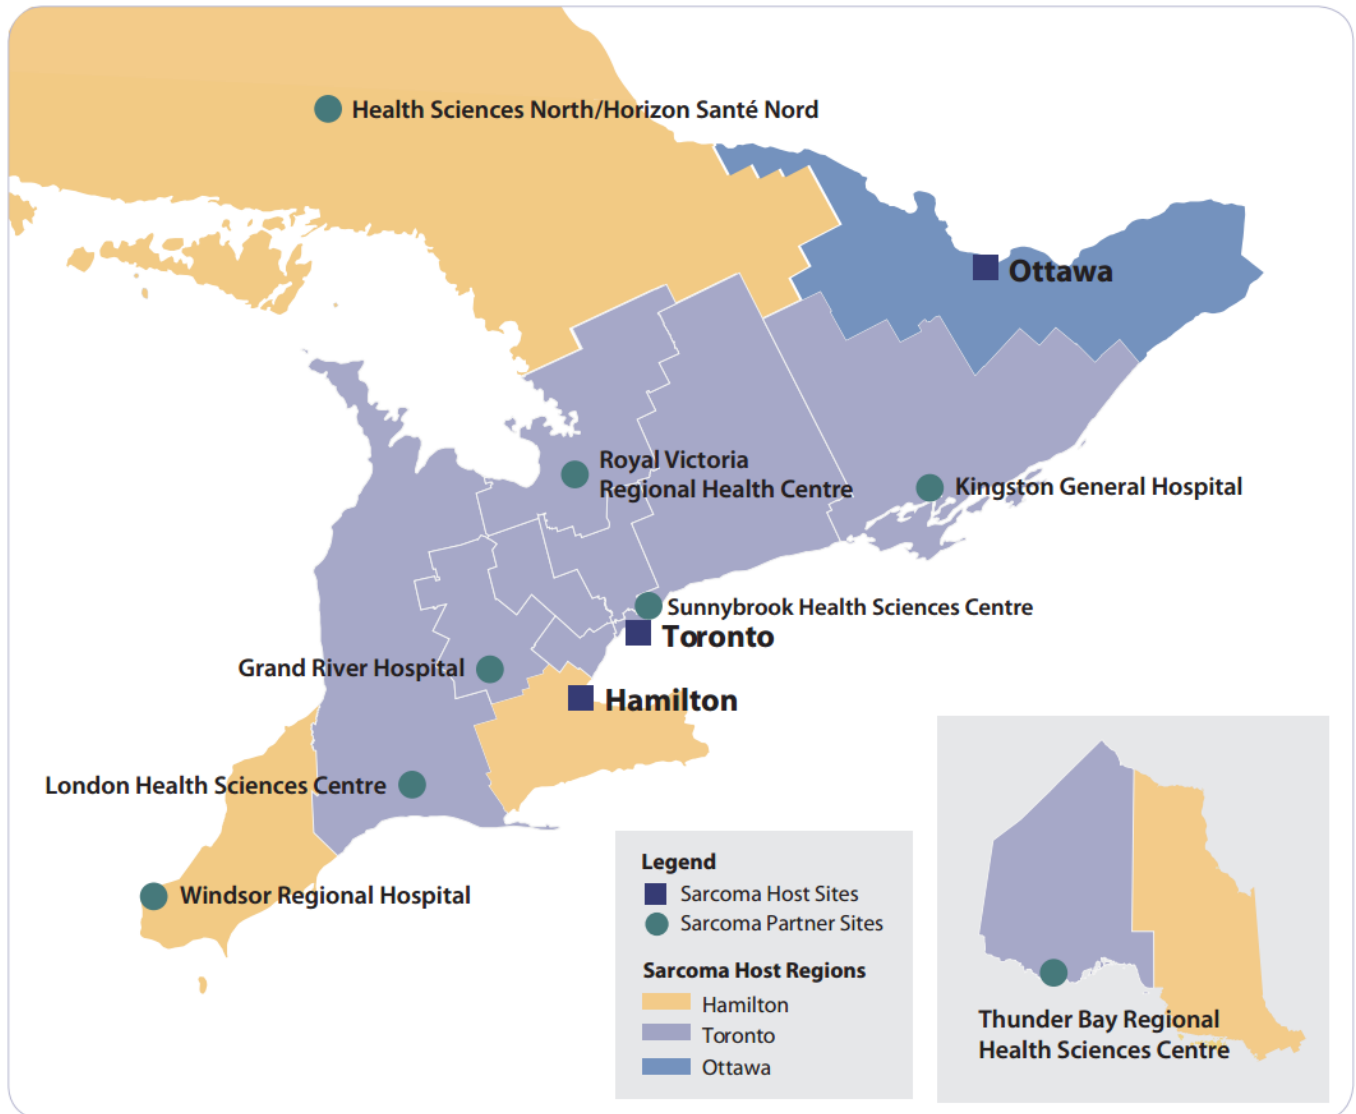 Health Sciences North/Horizon Santé Nord
Ottawa
Royal Victoria
Regional Health Centre
Kingston General Hospital
Sunnybrook Health Sciences Centre
Toronto
Grand River Hospital
Hamilton
London Health Sciences Centre
Windsor Regional Hospital
Legend
Sarcoma Host Sites
Sarcoma Partner Sites
Sarcoma Host Regions
Hamilton
Toronto
Ottawa
Thunder Bay Regional
Health Sciences Centre